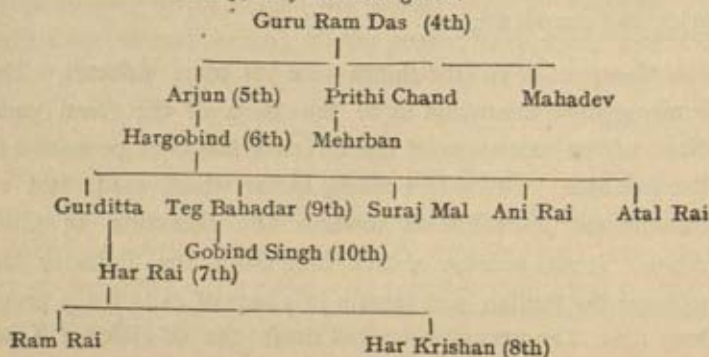 Guru Ram Das (4th)
Arjun (5th) Prithi Chand Mahadev
Hargobind (6th) Mehrban
Gurditta Teg Bahadar (9th) Suraj Mal Ani Rai Atal Rai
Gobind Singh (10th)
Har Rai (7th)
Ram Rai Har Krishan (8th)